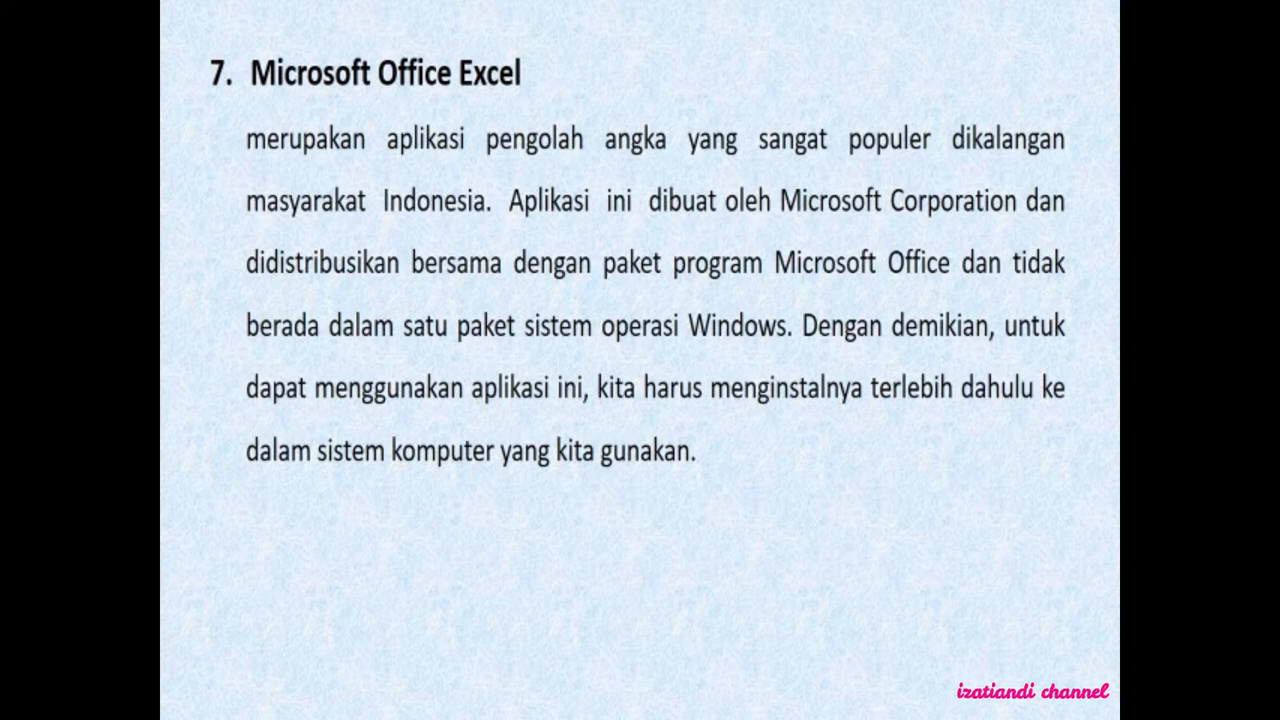 7. Microsoft Office Excel
merupakan aplikasi pengolah angka yang sangat populer dikalangan
masyarakat Indonesia. Aplikasi ini dibuat oleh Microsoft Corporation dan
didistribusikan bersama dengan paket program Microsoft Office dan tidak
berada dalam satu paket sistem operasi Windows. Dengan demikian, untuk
dapat menggunakan aplikasi ini, kita harus menginstalnya terlebih dahulu ke
dalam sistem komputer yang kita gunakan.
izatiandi channel